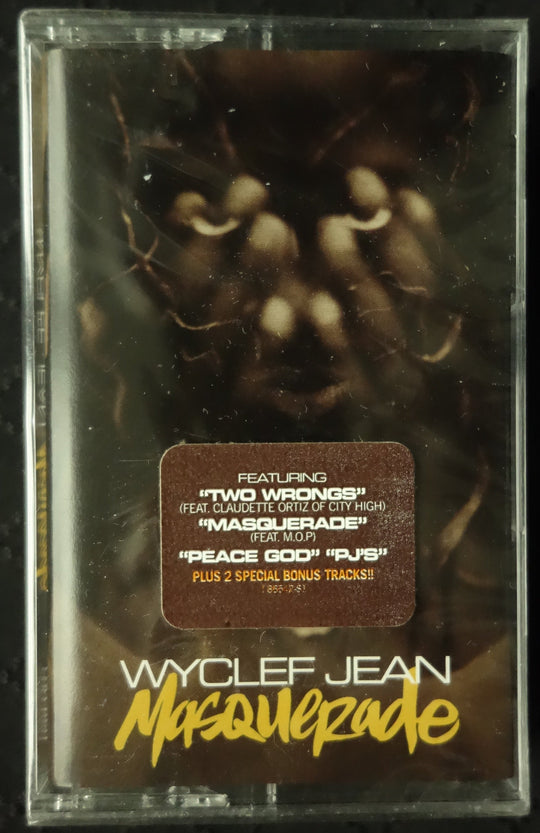 FEATURING
"TWO WRONGS"
(FEAT. CLAUDETTE ORTIZ OF CITY HIGH)
"MASQUERADE"
(FEAT. M.O.P)
"PEACE GOD" "PJ'S"
PLUS 2 SPECIAL BONUS TRACKS!!
WYCLEF JEAN
Masquerade